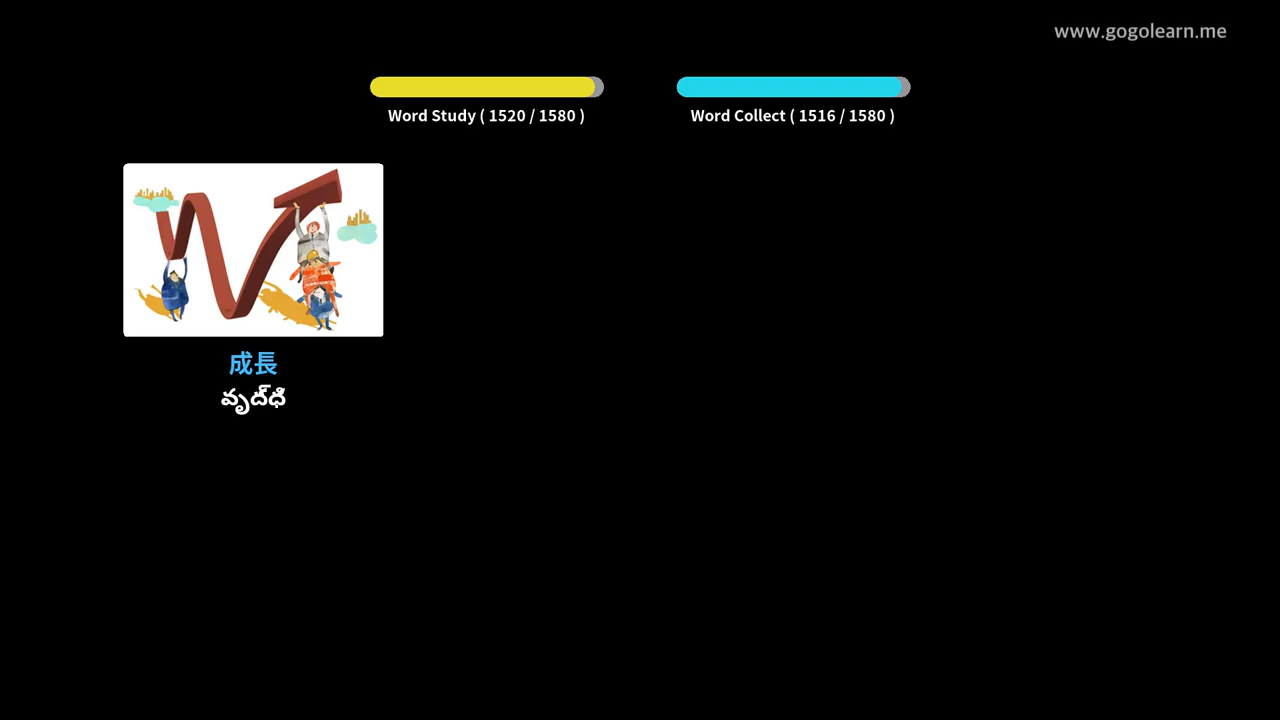 www.gogolearn.me
Word Study ( 1520 / 1580 )
Word Collect ( 1516 / 1580 )
成長
వృద్ధి